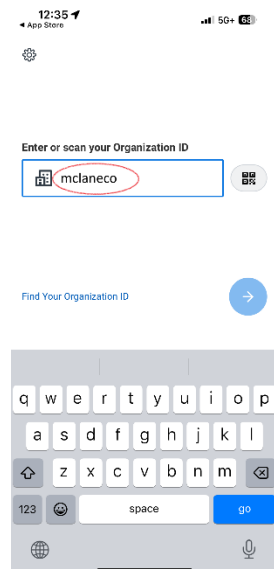 12:35
5G+ 63
◀ App Store
Enter or scan your Organization ID
mclaneco
Find Your Organization ID
q w e r t y u i o p
a s d f g h j k l
z x c v b n m
123 space go